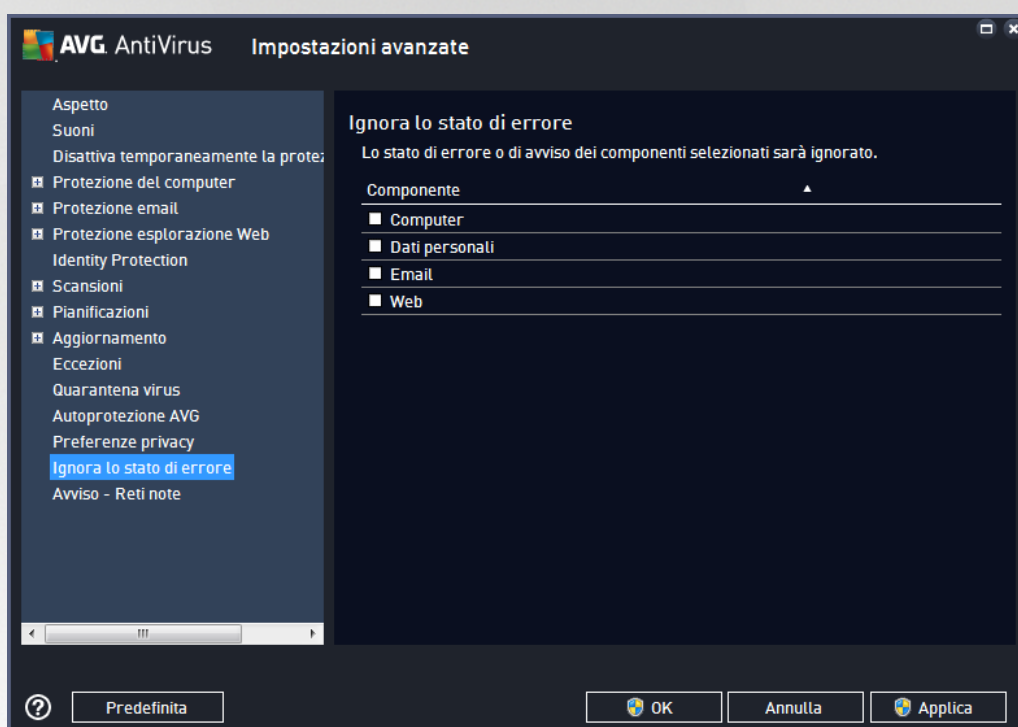 AVG. AntiVirus Impostazioni avanzate
Aspetto
Suoni
Disattiva temporaneamente la protez
Protezione del computer
Protezione email
Protezione esplorazione Web
Identity Protection
Scansioni
Pianificazioni
Aggiornamento
Eccezioni
Quarantena virus
Autoprotezione AVG
Preferenze privacy
Ignora lo stato di errore
Avviso - Reti note
Ignora lo stato di errore
Lo stato di errore o di avviso dei componenti selezionati sarà ignorato.
Componente
Computer
Dati personali
Email
Web
? Predefinita OK Annulla Applica